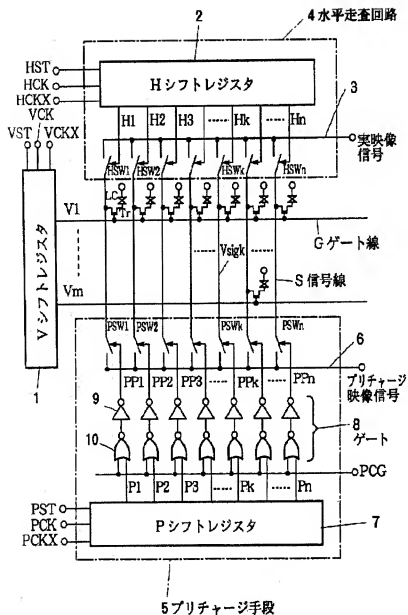 4 水平走査回路
2
HST
HCK
HCKX
Hシフトレジスタ
VCK
VST
VCKX
H1 H2 H3 Hk Hn
3
実映像
信号
HSW1 HSW2 HSWk HSWn
LC
Tr
V1
Gゲート線
Vシフトレジスタ
Vsigk
S 信号線
Vm
1
PSW1 PSW2 PSWk PSWn
6
PP1 PP2 PP3 PPk PPn
プリチャージ
映像信号
9
8
ゲート
10
PCG
P1 P2 P3 Pk Pn
PST
PCK
PCKX
Pシフトレジスタ
7
5 プリチャージ手段